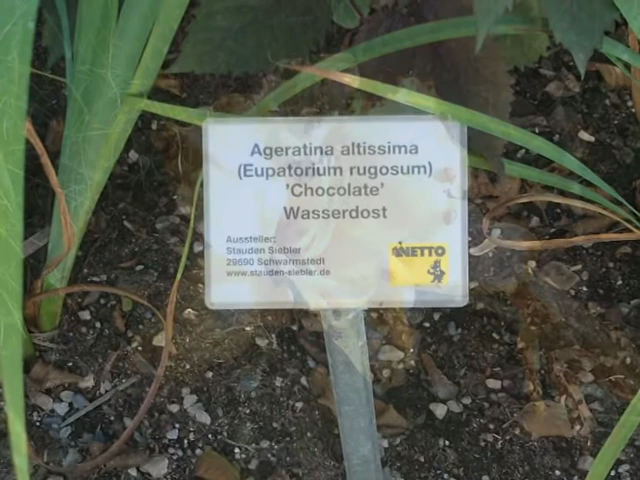 Ageratina altissima
(Eupatorium rugosum)
'Chocolate'
Wasserdost
Aussteller:
Stauden Siebler
29690 Schwarmstedt
www.stauden-siebler.de
NETTO